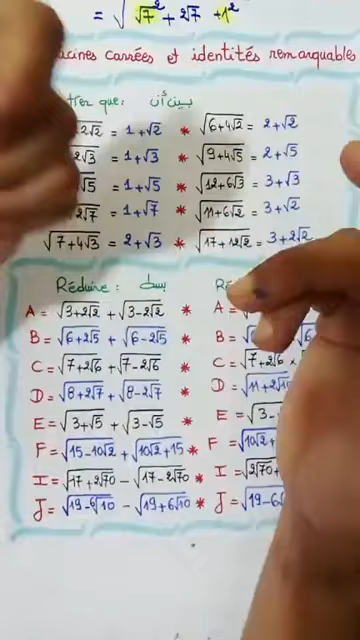 = √ √7² + 2√7 + 1²
racines carrées et identités remarquables
que: بين أن
2√2 = 1+√2 * √6+4√2 = 2+√2
2√3 = 1+√3 * √9+4√5 = 2+√5
√5 = 1+√5 * √12+6√3 = 3+√3
2√7 = 1+√7 * √11+6√2 = 3+√2
√7+4√3 = 2+√3 * √17+12√2 = 3+2√2
Réduire: بسط
A = √3+2√2 + √3-2√2 * A =
B = √6+2√5 + √6-2√5 * B =
C = √7+2√6 + √7-2√6 * C = √7+2√6 ×
D = √8+2√7 + √8-2√7 * D =
E = √3+√5 + √3-√5 * E = √3-
F = √15-10√2 + √10√2+15 * F = √10√2+
I = √17+2√70 - √17-2√70 * I = √2√70+
J = √19-6√10 - √19+6√10 * J = √19-6